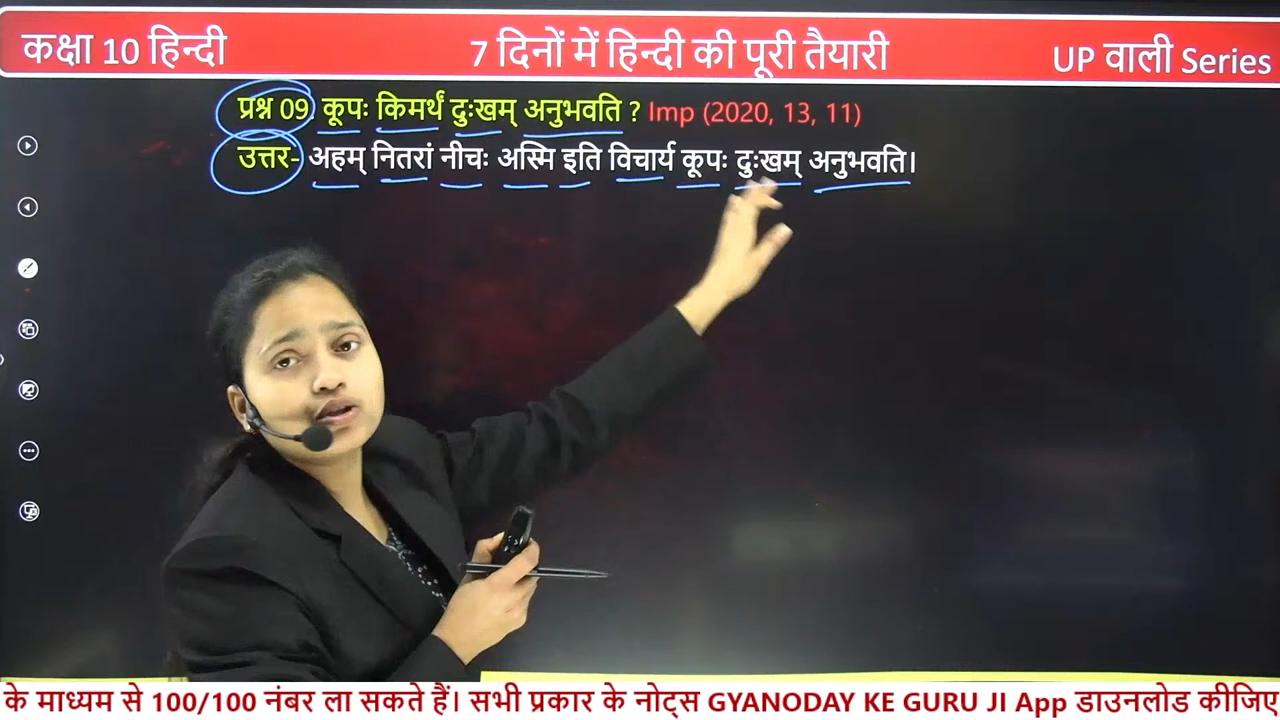 कक्षा 10 हिन्दी 7 दिनों में हिन्दी की पूरी तैयारी UP वाली Series
प्रश्न 09. कूपः किमर्थं दुःखम् अनुभवति ? Imp (2020, 13, 11)
उत्तर- अहम् नितरां नीचः अस्मि इति विचार्य कूपः दुःखम् अनुभवति।
के माध्यम से 100/100 नंबर ला सकते हैं। सभी प्रकार के नोट्स GYANODAY KE GURU JI App डाउनलोड कीजिए